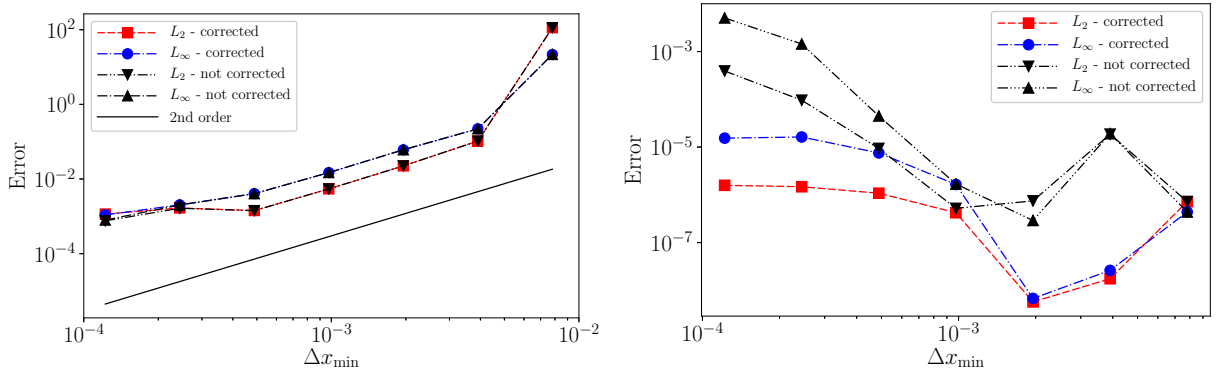 10^2
10^0
10^{-2}
10^{-4}
Error
L_2 - corrected
L_∞ - corrected
L_2 - not corrected
L_∞ - not corrected
2nd order
10^{-4}
10^{-3}
10^{-2}
Δx_min
10^{-3}
10^{-5}
10^{-7}
Error
L_2 - corrected
L_∞ - corrected
L_2 - not corrected
L_∞ - not corrected
10^{-4}
10^{-3}
Δx_min